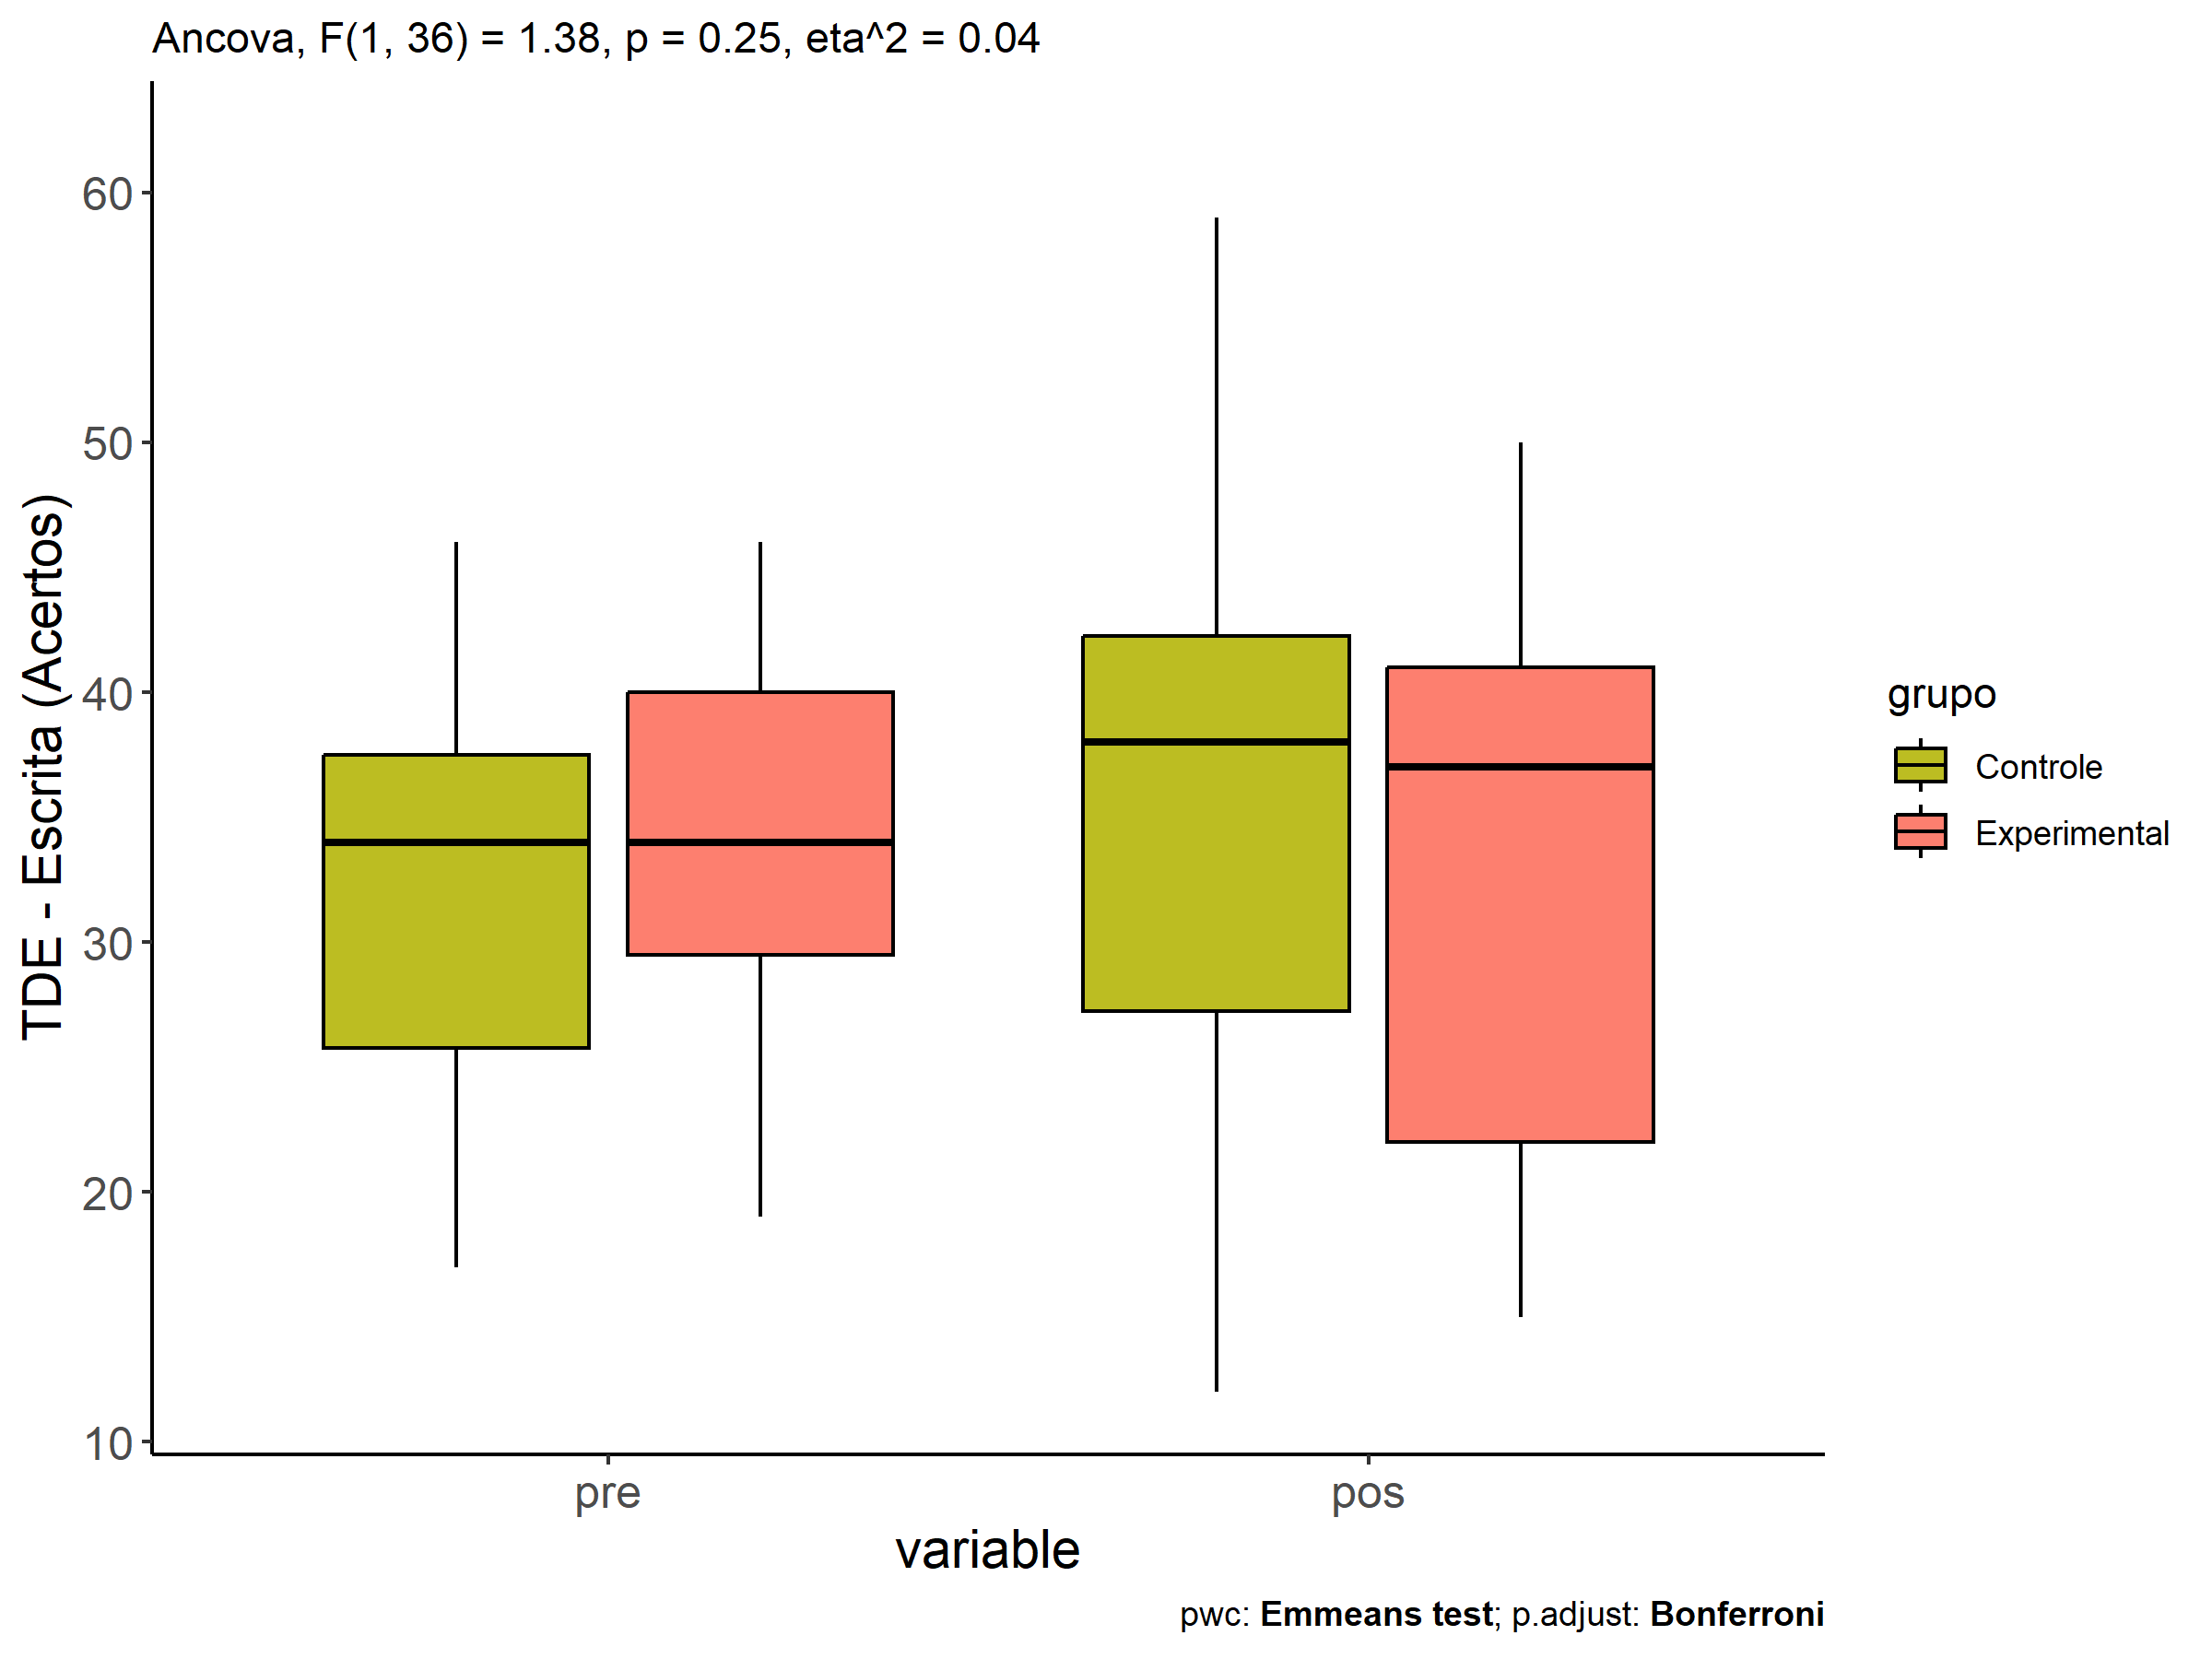 Ancova, F(1, 36) = 1.38, p = 0.25, eta^2 = 0.04
TDE - Escrita (Acertos)
60
50
40
30
20
10
pre
pos
variable
grupo
Controle
Experimental
pwc: Emmeans test; p.adjust: Bonferroni